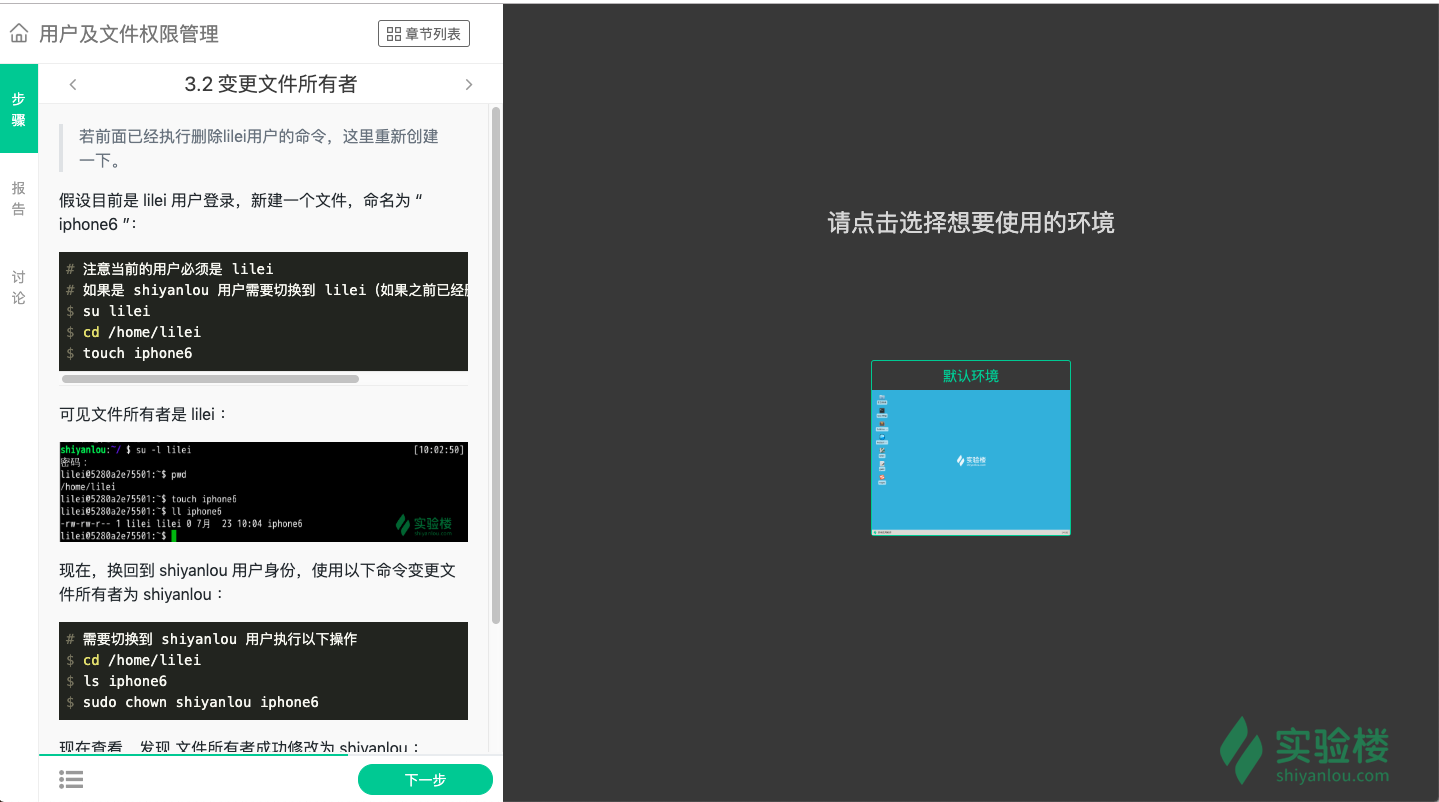 用户及文件权限管理
章节列表
步骤
报告
讨论
3.2 变更文件所有者
若前面已经执行删除lilei用户的命令，这里重新创建
一下。
假设目前是 lilei 用户登录，新建一个文件，命名为 “
iphone6 ”：
# 注意当前的用户必须是 lilei
# 如果是 shiyanlou 用户需要切换到 lilei（如果之前已经
$ su lilei
$ cd /home/lilei
$ touch iphone6
可见文件所有者是 lilei：
shiyanlou:~/ $ su -l lilei [10:02:50]
密码：
lilei@5280a2e75501:~$ pwd
/home/lilei
lilei@5280a2e75501:~$ touch iphone6
lilei@5280a2e75501:~$ ll iphone6
-rw-rw-r-- 1 lilei lilei 0 7月 23 10:04 iphone6
lilei@5280a2e75501:~$
实验楼
shiyanlou.com
现在，换回到 shiyanlou 用户身份，使用以下命令变更文
件所有者为 shiyanlou：
# 需要切换到 shiyanlou 用户执行以下操作
$ cd /home/lilei
$ ls iphone6
$ sudo chown shiyanlou iphone6
现在查看，发现 文件所有者成功修改为 shiyanlou：
下一步
请点击选择想要使用的环境
默认环境
实验楼
实验楼
shiyanlou.com